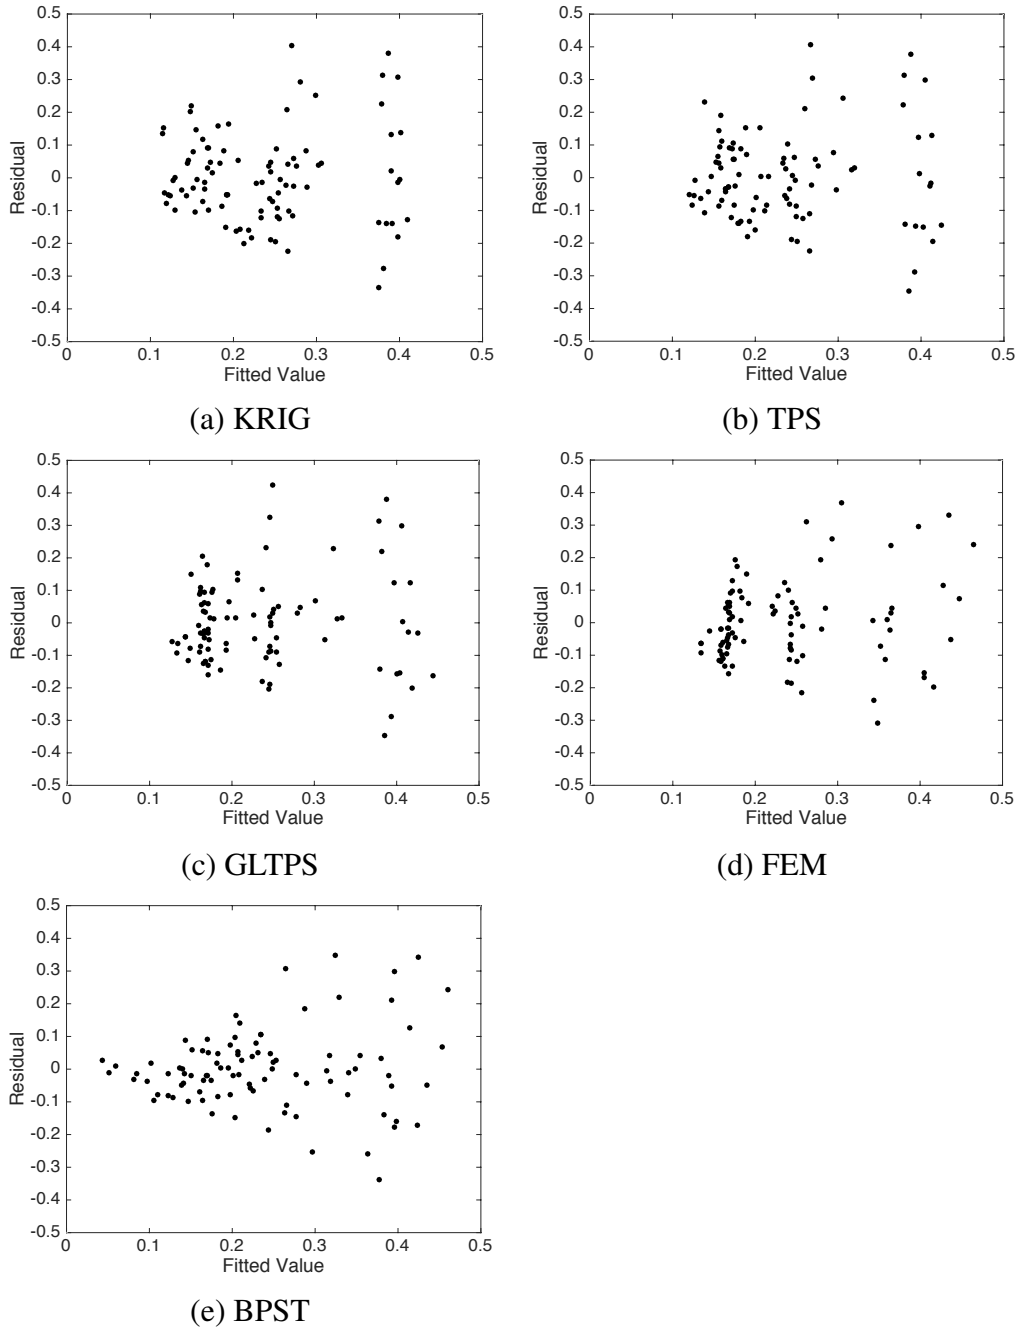 0.5 0.5
0.4 0.4
0.3 0.3
0.2 0.2
0.1 0.1
0 0
-0.1 -0.1
-0.2 -0.2
-0.3 -0.3
-0.4 -0.4
-0.5 -0.5
Residual Residual
0 0.1 0.2 0.3 0.4 0.5 0 0.1 0.2 0.3 0.4 0.5
Fitted Value Fitted Value
(a) KRIG (b) TPS
0.5 0.5
0.4 0.4
0.3 0.3
0.2 0.2
0.1 0.1
0 0
-0.1 -0.1
-0.2 -0.2
-0.3 -0.3
-0.4 -0.4
-0.5 -0.5
Residual Residual
0 0.1 0.2 0.3 0.4 0.5 0 0.1 0.2 0.3 0.4 0.5
Fitted Value Fitted Value
(c) GLTPS (d) FEM
0.5
0.4
0.3
0.2
0.1
0
-0.1
-0.2
-0.3
-0.4
-0.5
Residual
0 0.1 0.2 0.3 0.4 0.5
Fitted Value
(e) BPST